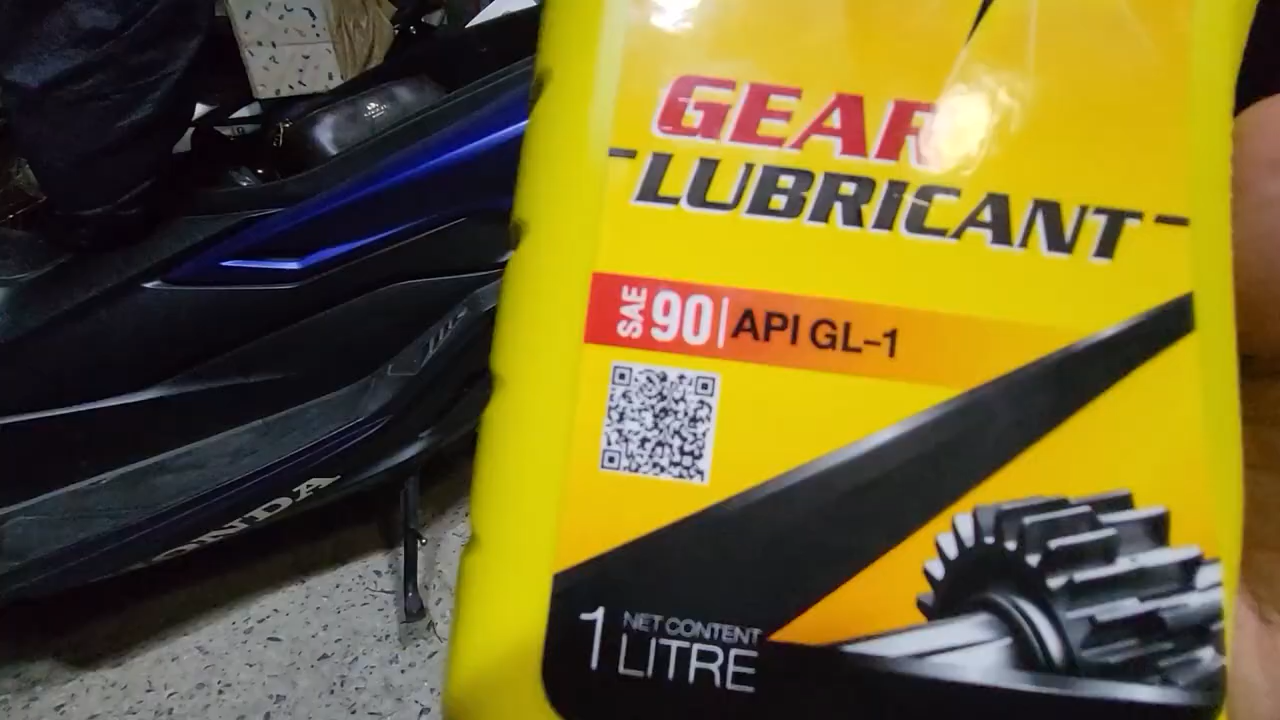 GEAR
LUBRICANT
SAE 90 | API GL-1
1 NET CONTENT
LITRE
HONDA